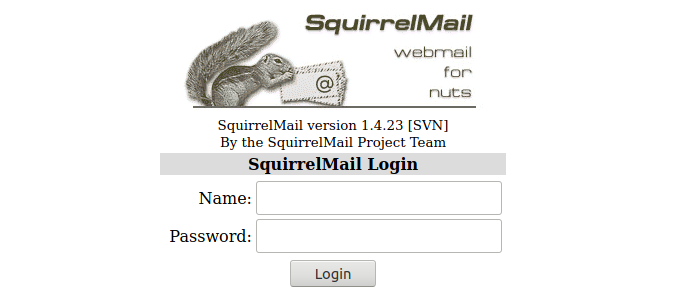 SquirrelMail
webmail
for
nuts
@
SquirrelMail version 1.4.23 [SVN]
By the SquirrelMail Project Team
SquirrelMail Login
Name:
Password:
Login